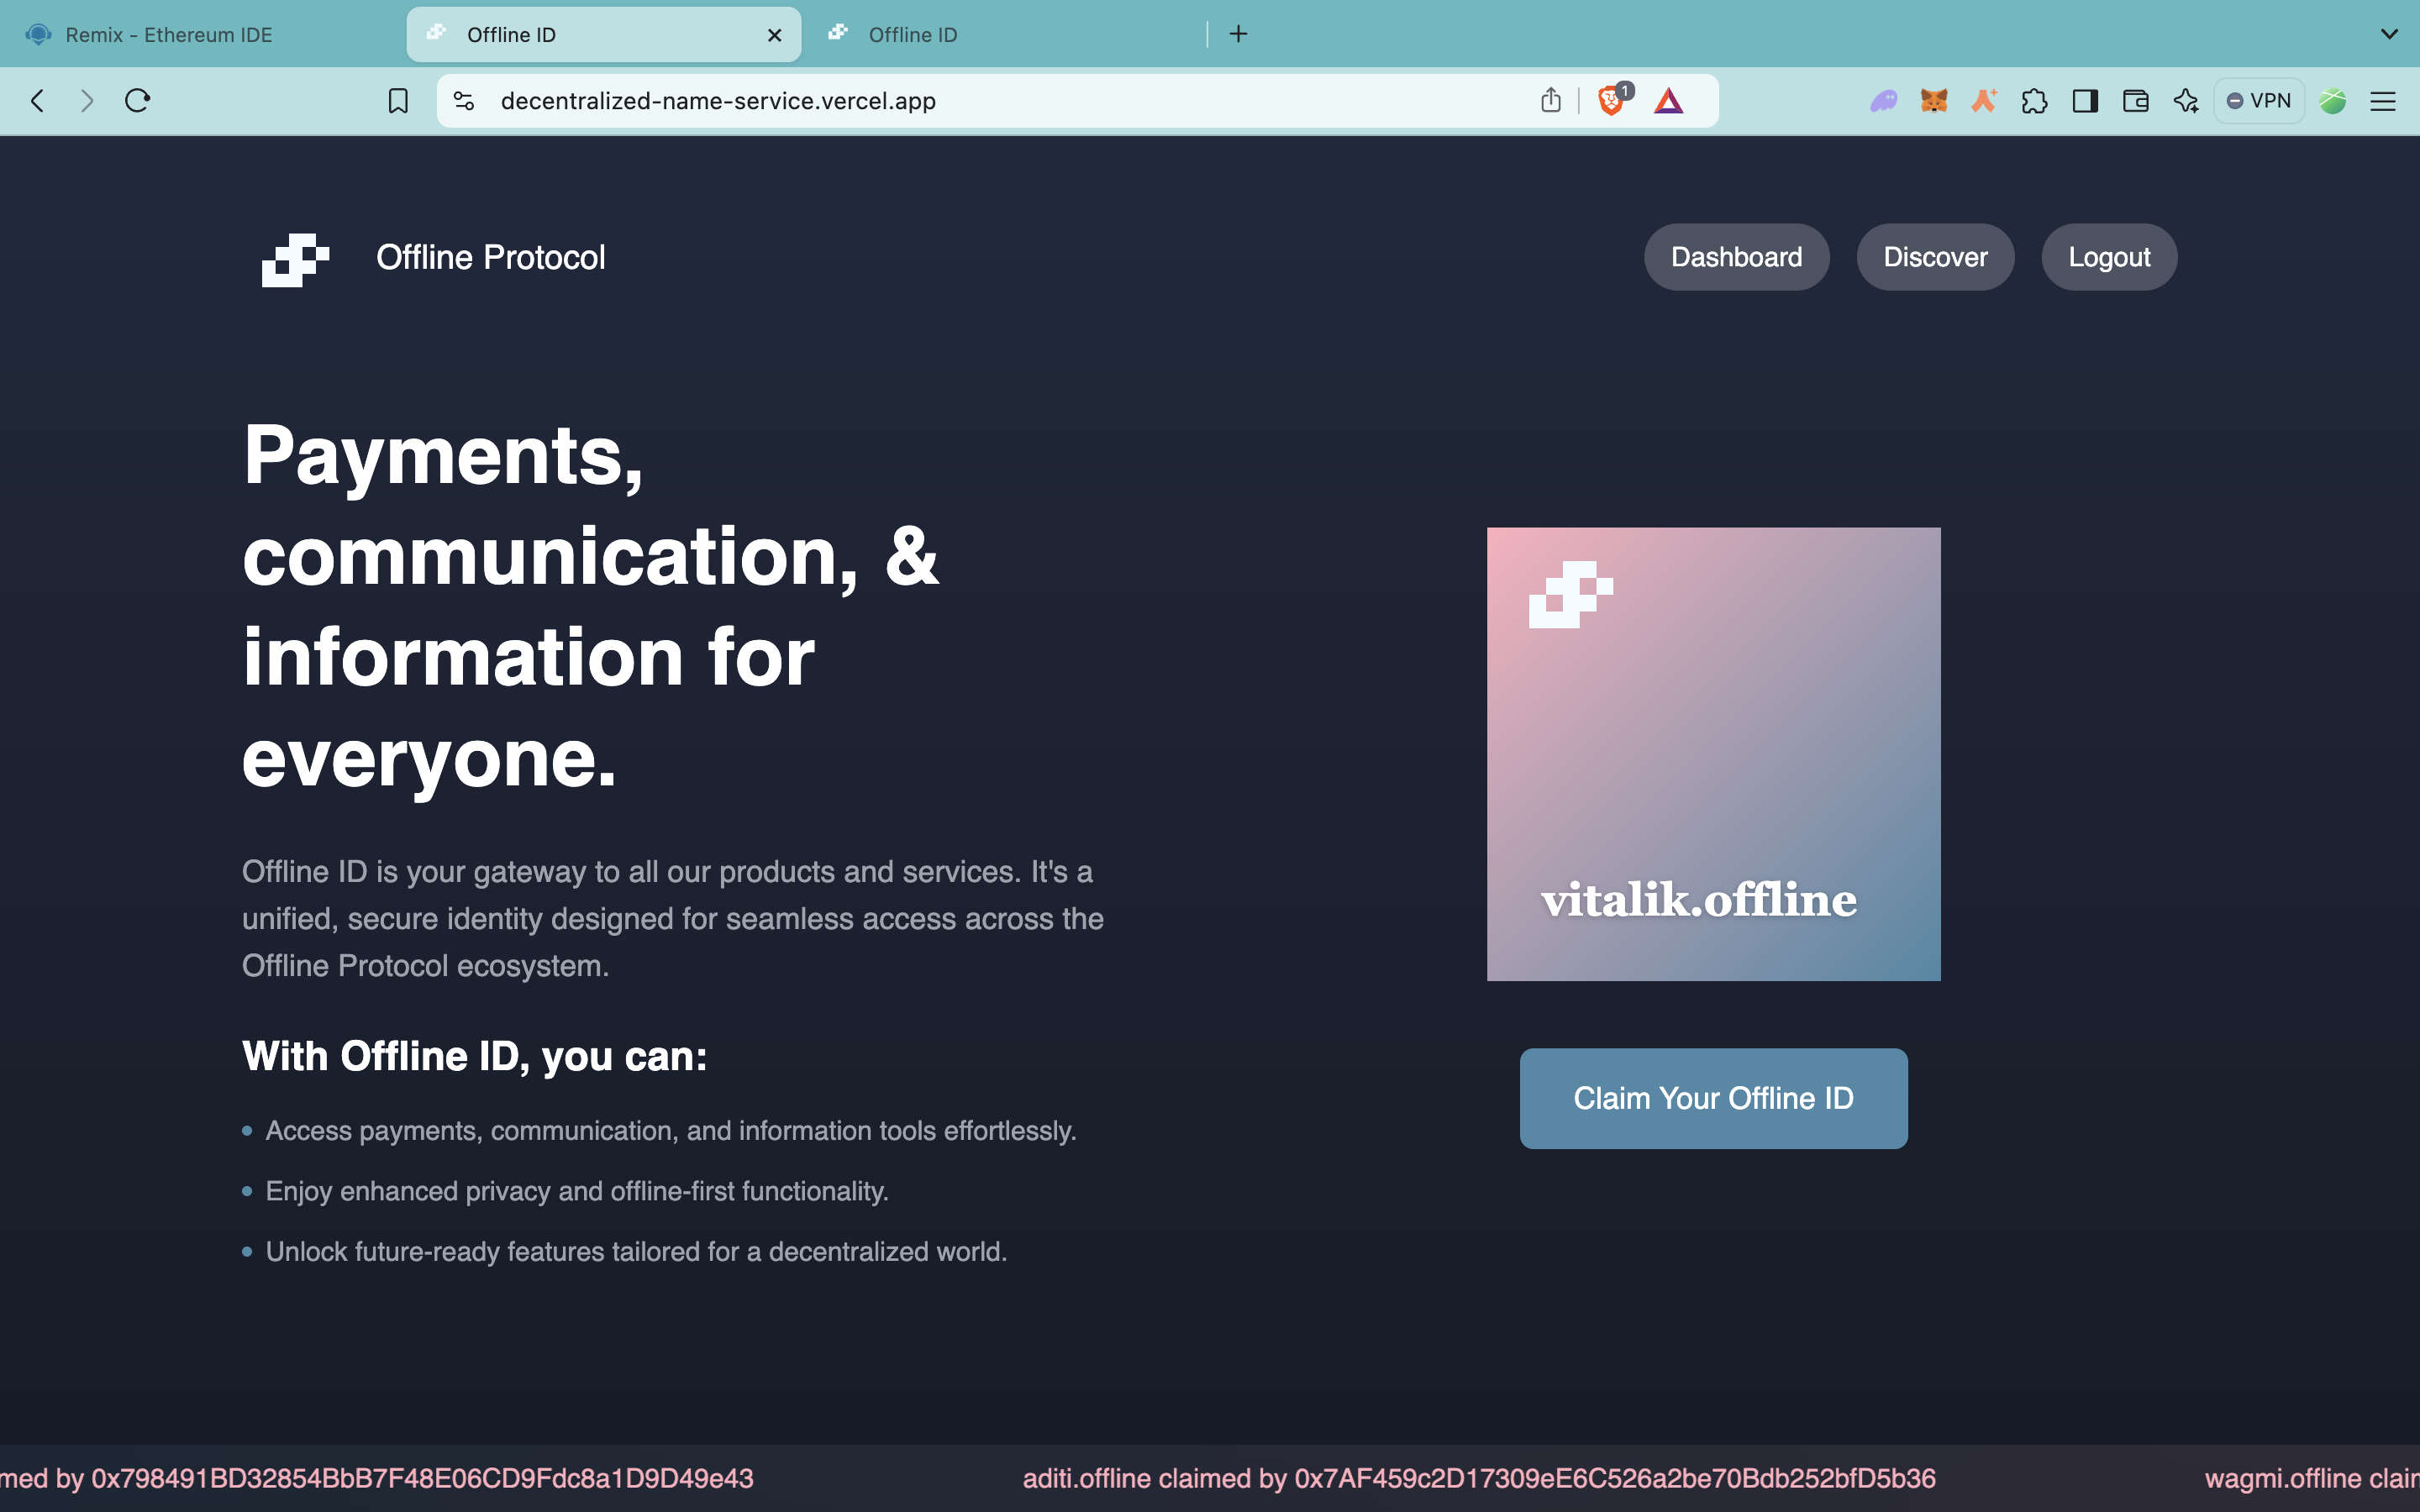 Remix - Ethereum IDE
Offline ID
Offline ID
decentralized-name-service.vercel.app
1
VPN
Offline Protocol
Dashboard
Discover
Logout
Payments,
communication, &
information for
everyone.
Offline ID is your gateway to all our products and services. It's a
unified, secure identity designed for seamless access across the
Offline Protocol ecosystem.
With Offline ID, you can:
Access payments, communication, and information tools effortlessly.
Enjoy enhanced privacy and offline-first functionality.
Unlock future-ready features tailored for a decentralized world.
vitalik.offline
Claim Your Offline ID
med by 0x798491BD32854BbB7F48E06CD9Fdc8a1D9D49e43
aditi.offline claimed by 0x7AF459c2D17309eE6C526a2be70Bdb252bfD5b36
wagmi.offline clair